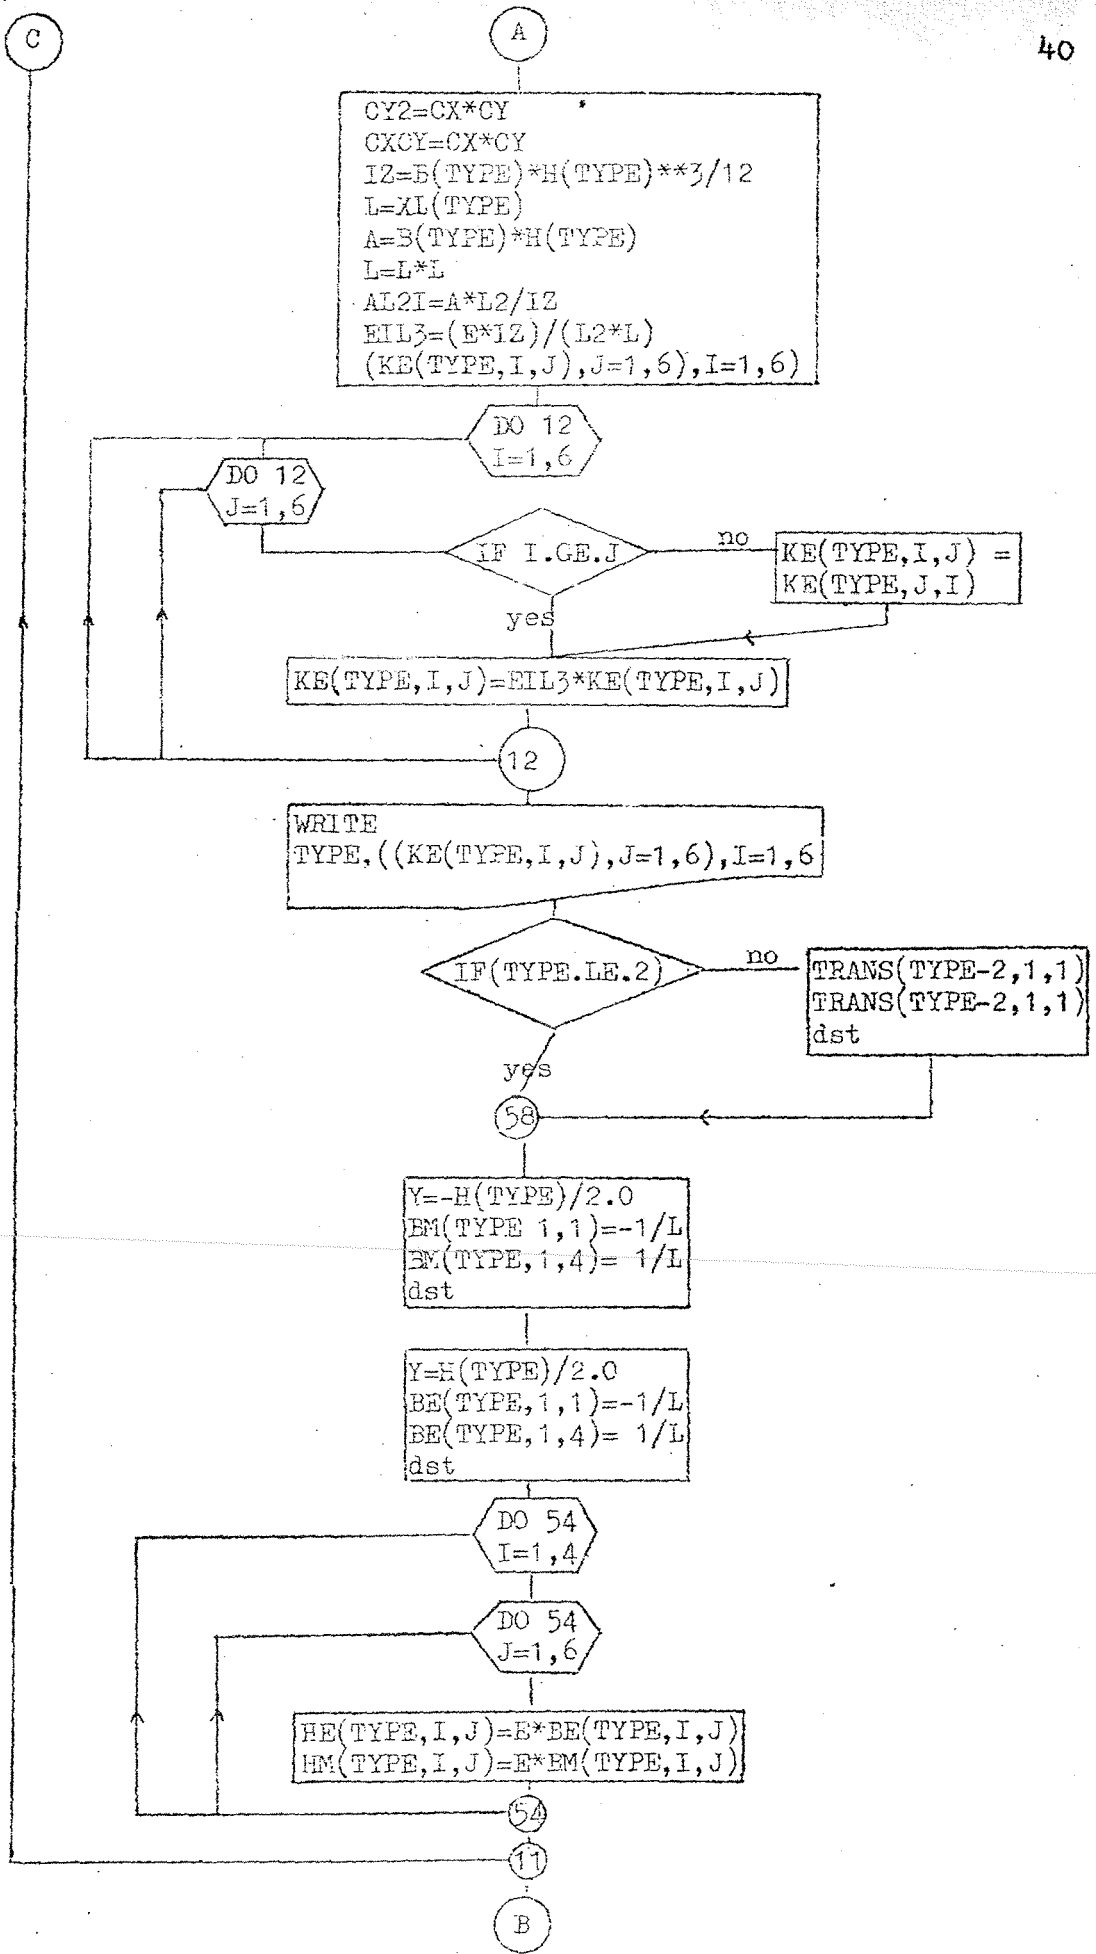 C
A
40
CY2=CX*CY
CXCY=CX*CY
IZ=B(TYPE)*H(TYPE)**3/12
L=XL(TYPE)
A=B(TYPE)*H(TYPE)
L=L*L
AL2I=A*L2/IZ
EIL3=(E*IZ)/(L2*L)
(KE(TYPE,I,J),J=1,6),I=1,6)
DO 12
I=1,6
DO 12
J=1,6
IF I.GE.J
no
KE(TYPE,I,J) =
KE(TYPE,J,I)
yes
KE(TYPE,I,J)=EIL3*KE(TYPE,I,J)
12
WRITE
TYPE,((KE(TYPE,I,J),J=1,6),I=1,6
IF(TYPE.LE.2)
no
TRANS(TYPE-2,1,1)
TRANS(TYPE-2,1,1)
dst
yes
58
Y=-H(TYPE)/2.0
BM(TYPE 1,1)=-1/L
BM(TYPE,1,4)= 1/L
dst
Y=H(TYPE)/2.0
BE(TYPE,1,1)=-1/L
BE(TYPE,1,4)= 1/L
dst
DO 54
I=1,4
DO 54
J=1,6
HE(TYPE,I,J)=E*BE(TYPE,I,J)
HM(TYPE,I,J)=E*BM(TYPE,I,J)
54
11
B